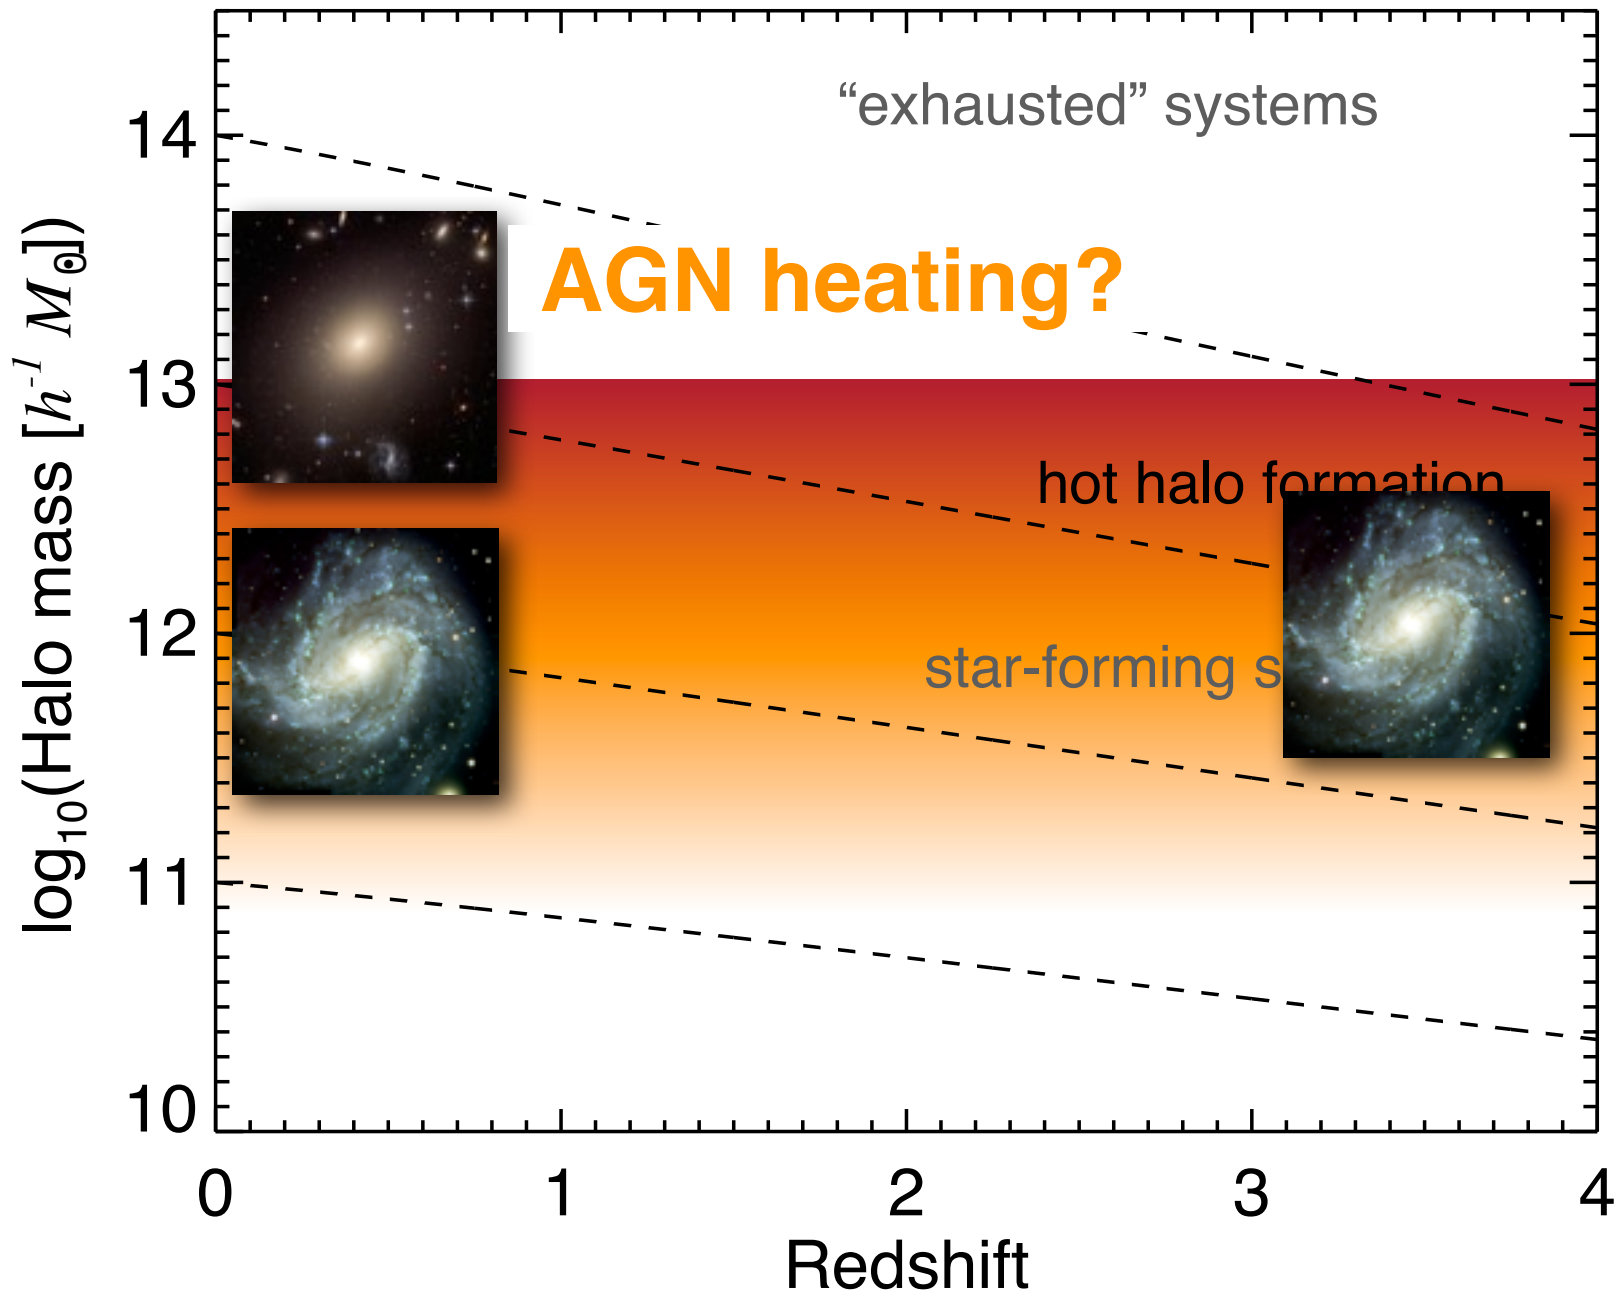 “exhausted” systems
14
AGN heating?
13
hot halo formation
12
star-forming s
11
10
0 1 2 3 4
Redshift
log₁₀(Halo mass [h⁻¹ M⊙])